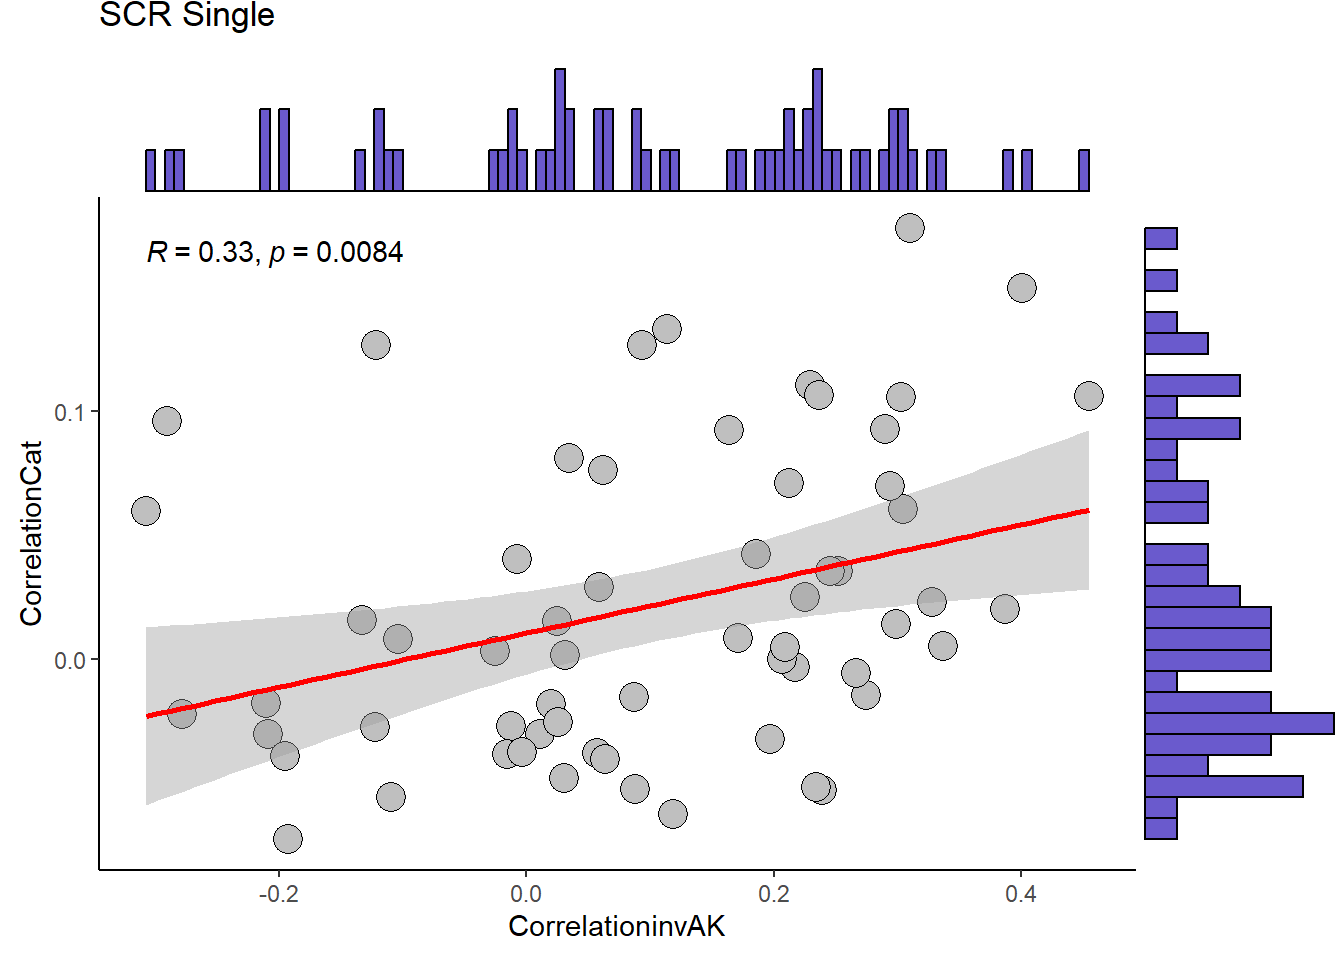 SCR Single
R = 0.33, p = 0.0084
CorrelationCat
0.1
0.0
-0.2 0.0 0.2 0.4
CorrelationinvAK